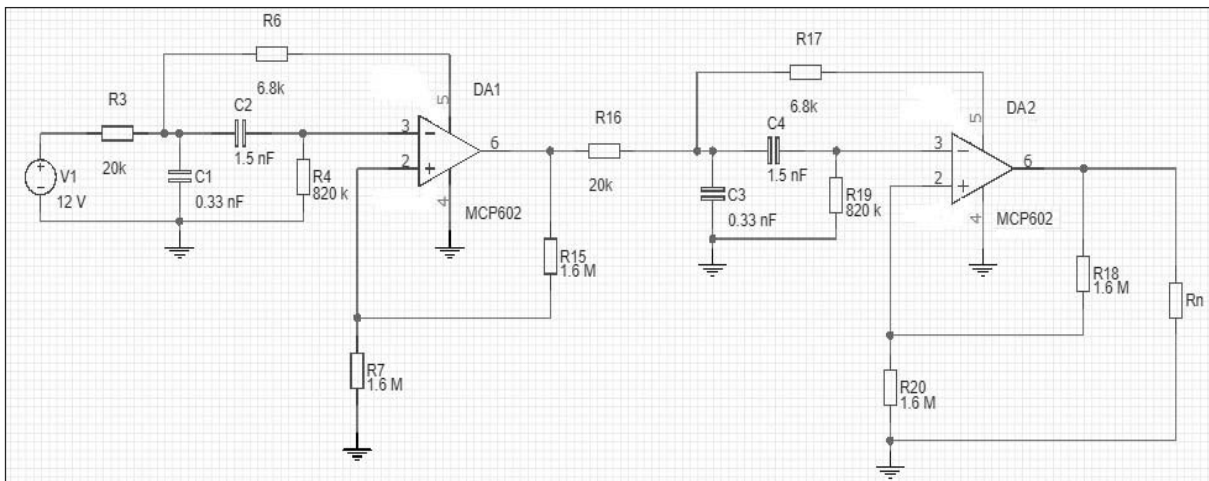 R6
6.8k
R3
20k
V1
12 V
C2
1.5 nF
C1
0.33 nF
R4
820 k
3
2
5
4
6
DA1
MCP602
R15
1.6 M
R7
1.6 M
R16
20k
R17
6.8k
C4
1.5 nF
C3
0.33 nF
R19
820 k
3
2
5
4
6
DA2
MCP602
R18
1.6 M
R20
1.6 M
Rn